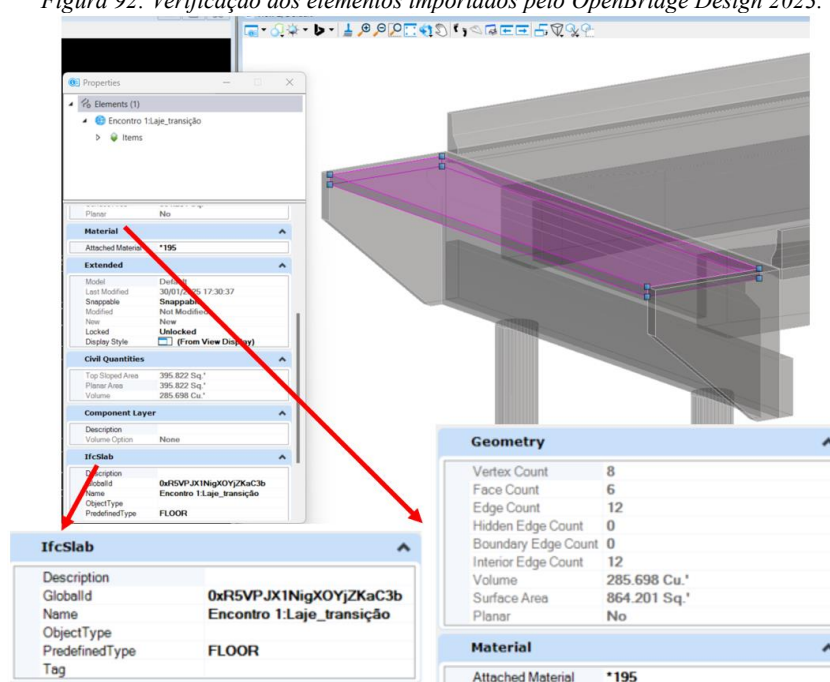 Figura 92. Verificação dos elementos importados pelo OpenBridge Design 2023.
Properties
Elements (1)
Encontro 1:Laje_transição
Items
Planar No
Material
Attached Material *195
Extended
Model Default
Last Modified 30/01/2025 17:30:37
Snappable Snappable
Modified Not Modified
New New
Locked Unlocked
Display Style (From View Display)
Civil Quantities
Top Sloped Area 395.822 Sq.'
Planar Area 395.822 Sq.'
Volume 285.698 Cu.'
Component Layer
Description
Volume Option None
IfcSlab
Description
GlobalId 0xR5VPJX1NigXOYjZKaC3b
Name Encontro 1:Laje_transição
ObjectType
PredefinedType FLOOR
IfcSlab
Description
GlobalId 0xR5VPJX1NigXOYjZKaC3b
Name Encontro 1:Laje_transição
ObjectType
PredefinedType FLOOR
Tag
Geometry
Vertex Count 8
Face Count 6
Edge Count 12
Hidden Edge Count 0
Boundary Edge Count 0
Interior Edge Count 12
Volume 285.698 Cu.'
Surface Area 864.201 Sq.'
Planar No
Material
Attached Material *195